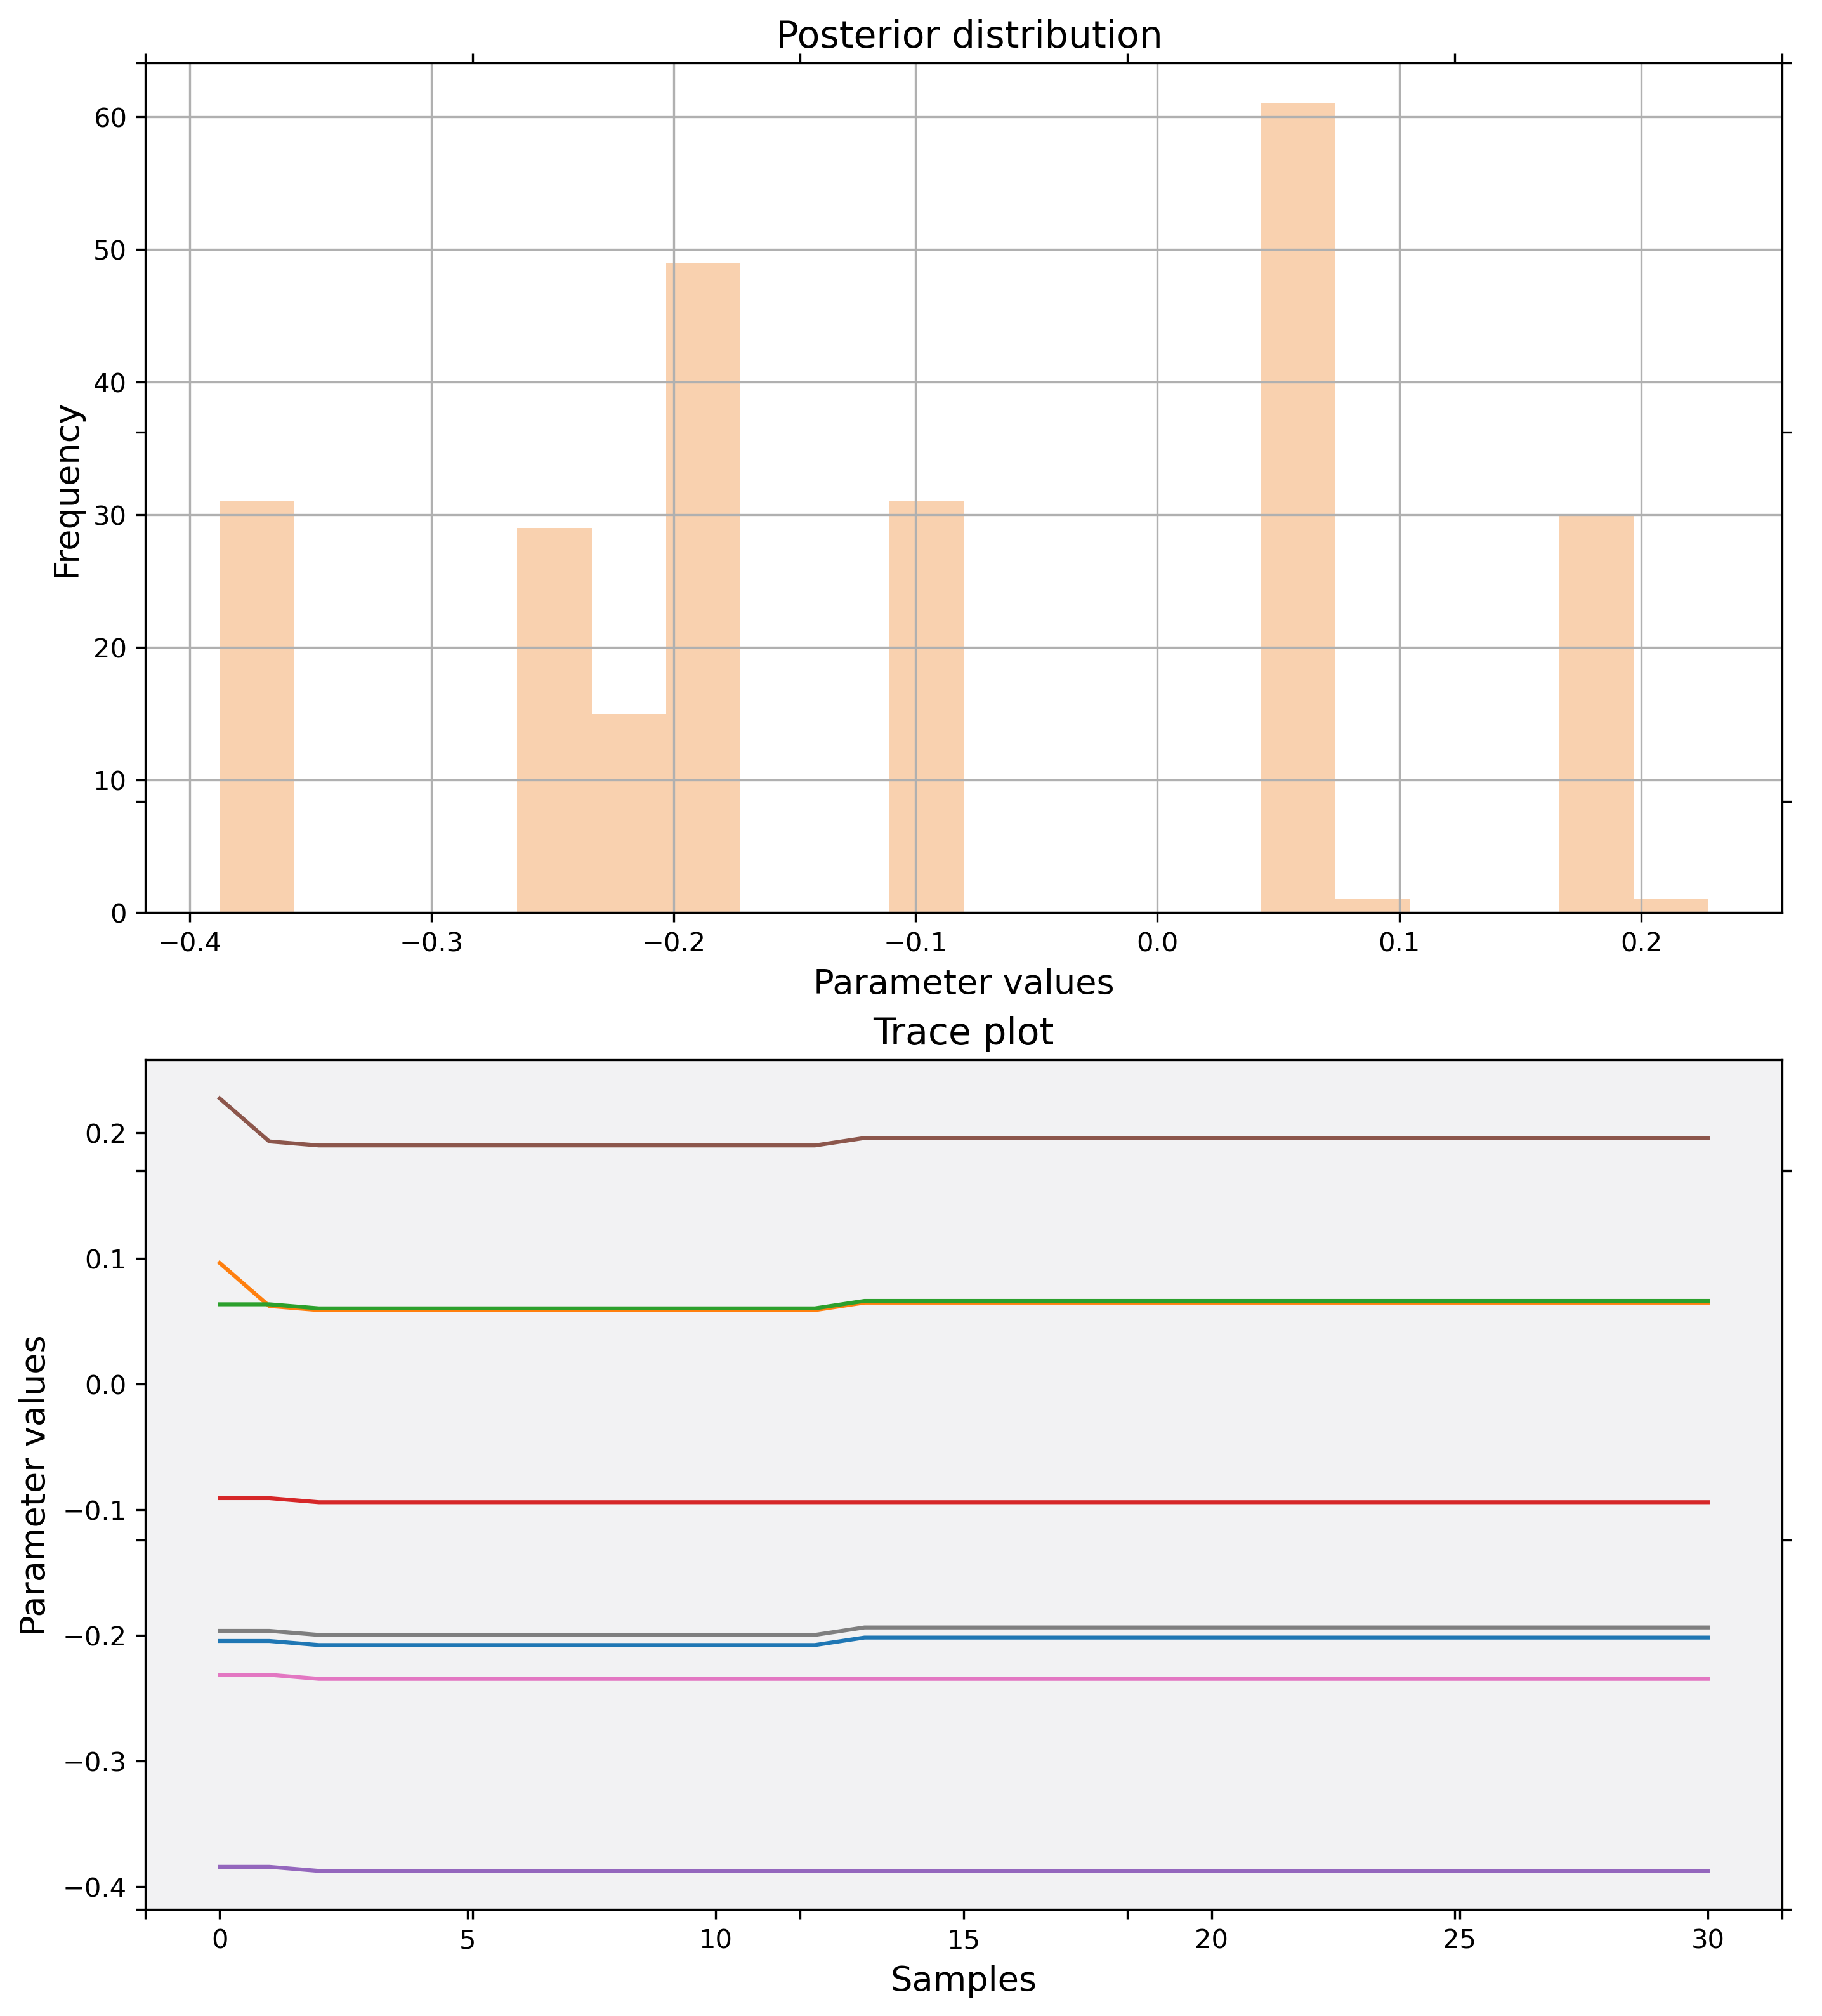 Posterior distribution
60
50
40
30
20
10
0
Frequency
−0.4 −0.3 −0.2 −0.1 0.0 0.1 0.2
Parameter values
Trace plot
0.2
0.1
0.0
−0.1
−0.2
−0.3
−0.4
Parameter values
0 5 10 15 20 25 30
Samples